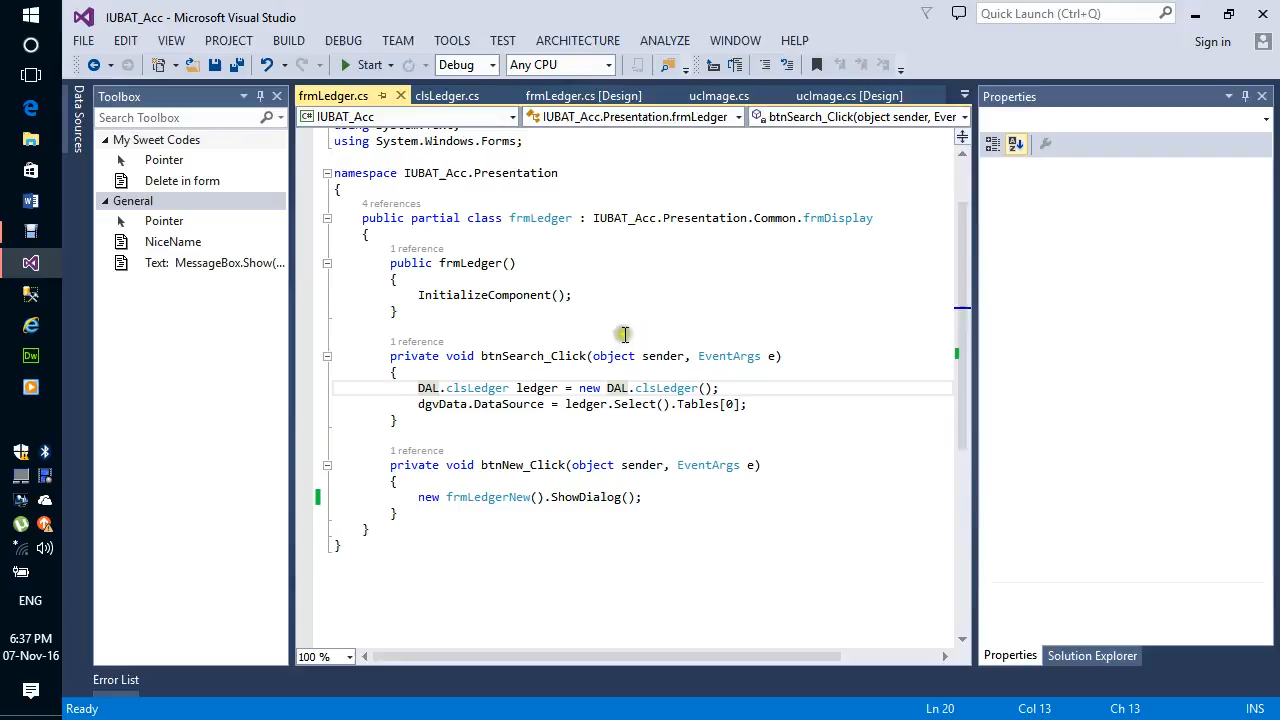 IUBAT_Acc - Microsoft Visual Studio
Quick Launch (Ctrl+Q)
FILE EDIT VIEW PROJECT BUILD DEBUG TEAM TOOLS TEST ARCHITECTURE ANALYZE WINDOW HELP
Sign in
Start Debug Any CPU
Data Sources
Toolbox
Search Toolbox
My Sweet Codes
Pointer
Delete in form
General
Pointer
NiceName
Text: MessageBox.Show(...
frmLedger.cs clsLedger.cs frmLedger.cs [Design] ucImage.cs ucImage.cs [Design]
IUBAT_Acc IUBAT_Acc.Presentation.frmLedger btnSearch_Click(object sender, Ever
using System.Text;
using System.Windows.Forms;
namespace IUBAT_Acc.Presentation
{
4 references
public partial class frmLedger : IUBAT_Acc.Presentation.Common.frmDisplay
{
1 reference
public frmLedger()
{
InitializeComponent();
}
1 reference
private void btnSearch_Click(object sender, EventArgs e)
{
DAL.clsLedger ledger = new DAL.clsLedger();
dgvData.DataSource = ledger.Select().Tables[0];
}
1 reference
private void btnNew_Click(object sender, EventArgs e)
{
new frmLedgerNew().ShowDialog();
}
}
}
100 %
Properties
Properties Solution Explorer
Error List
Ready Ln 20 Col 13 Ch 13 INS
Dw
ENG
6:37 PM
07-Nov-16